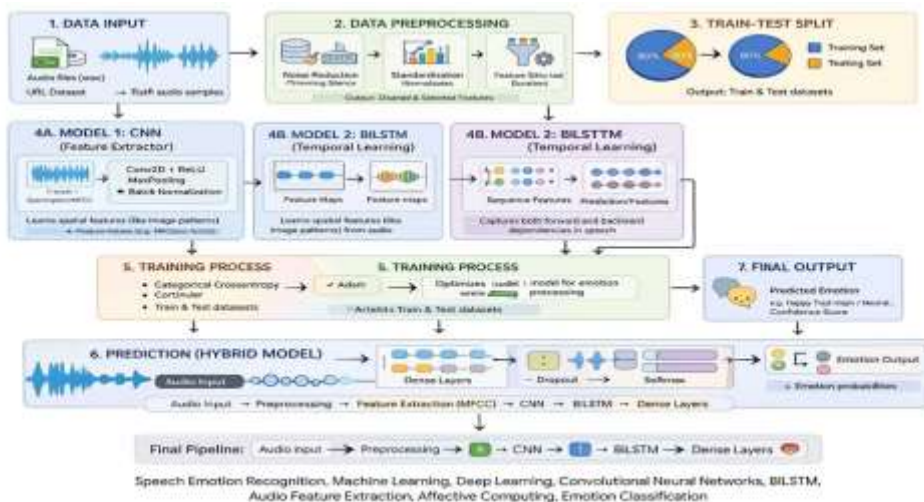 1. DATA INPUT
Audio files (wav)
URL Dataset → audio samples
2. DATA PREPROCESSING
Noise Reduction
Standardization
Feature
Output: Cleaned & Selected Features
3. TRAIN-TEST SPLIT
80%
80%
Training Set
Testing Set
Output: Train & Test datasets
4A. MODEL 1: CNN
(Feature Extractor)
Conv2D + ReLU
MaxPooling
Batch Normalization
Learns spatial features (like image patterns)
4B. MODEL 2: BILSTM
(Temporal Learning)
Feature Maps
Feature maps
Learns spatial features (like
image patterns) from audio
4B. MODEL 2: BILSTTM
(Temporal Learning)
Sequence Features
Prediction/Features
Captures both forward and backward
dependencies in speech
5. TRAINING PROCESS
• Categorical Crossentropy
• Train & Test datasets
5. TRAINING PROCESS
✓ Adam
Optimizes model for emotion
processing
Train & Test datasets
7. FINAL OUTPUT
Predicted Emotion
Confidence Score
6. PREDICTION (HYBRID MODEL)
Audio Input
Dense Layers
Dropout → Softmax
Emotion Output
Emotion probabilities
Audio Input → Preprocessing → Feature Extraction (MFCC) → CNN → BILSTM → Dense Layers
Final Pipeline: Audio input → Preprocessing → → CNN → → BILSTM → Dense Layers
Speech Emotion Recognition, Machine Learning, Deep Learning, Convolutional Neural Networks, BILSTM,
Audio Feature Extraction, Affective Computing, Emotion Classification